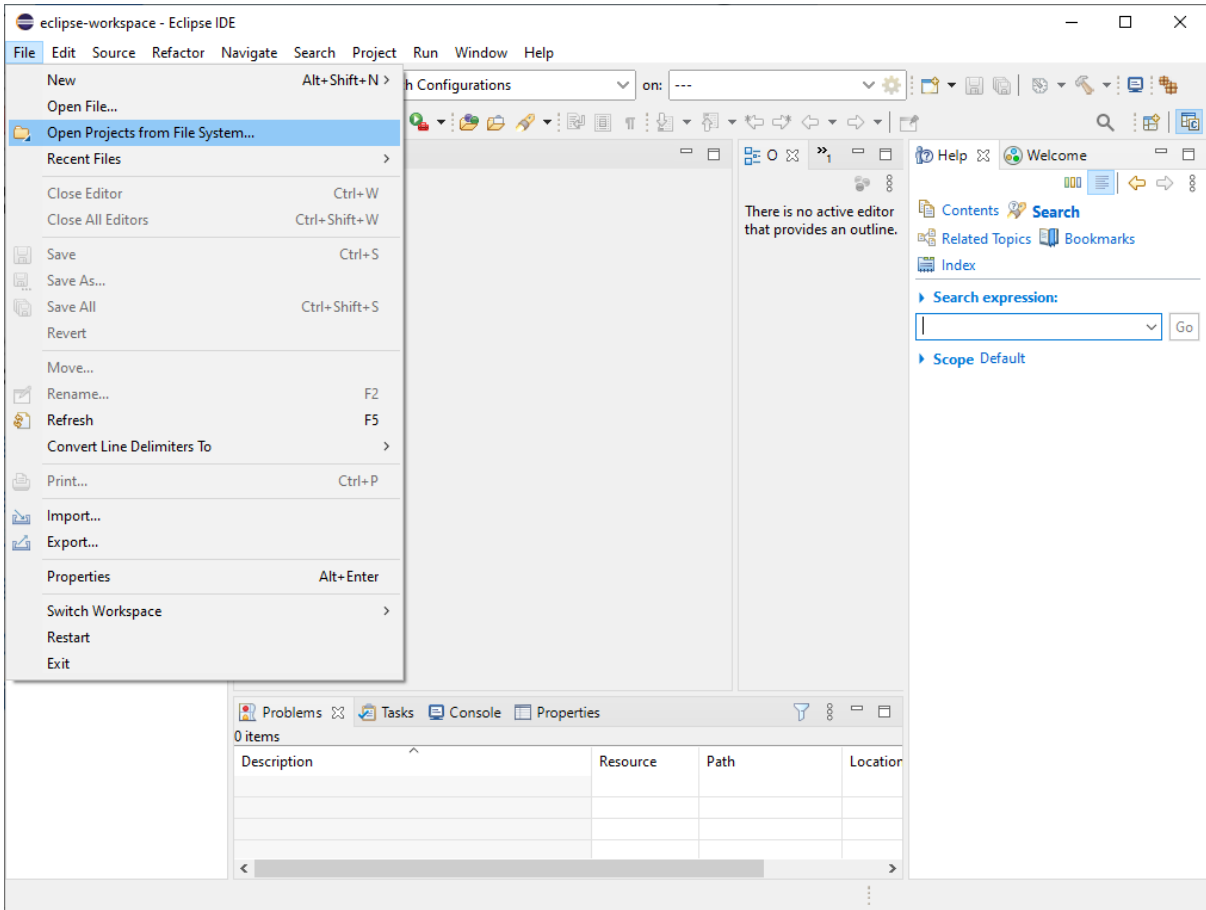 eclipse-workspace - Eclipse IDE
File Edit Source Refactor Navigate Search Project Run Window Help
New Alt+Shift+N >
Open File...
Open Projects from File System...
Recent Files >
Close Editor Ctrl+W
Close All Editors Ctrl+Shift+W
Save Ctrl+S
Save As...
Save All Ctrl+Shift+S
Revert
Move...
Rename... F2
Refresh F5
Convert Line Delimiters To >
Print... Ctrl+P
Import...
Export...
Properties Alt+Enter
Switch Workspace >
Restart
Exit
h Configurations on: ---
O »1
There is no active editor
that provides an outline.
Help Welcome
Contents Search
Related Topics Bookmarks
Index
Search expression:
Go
Scope Default
Problems Tasks Console Properties
0 items
Description Resource Path Location